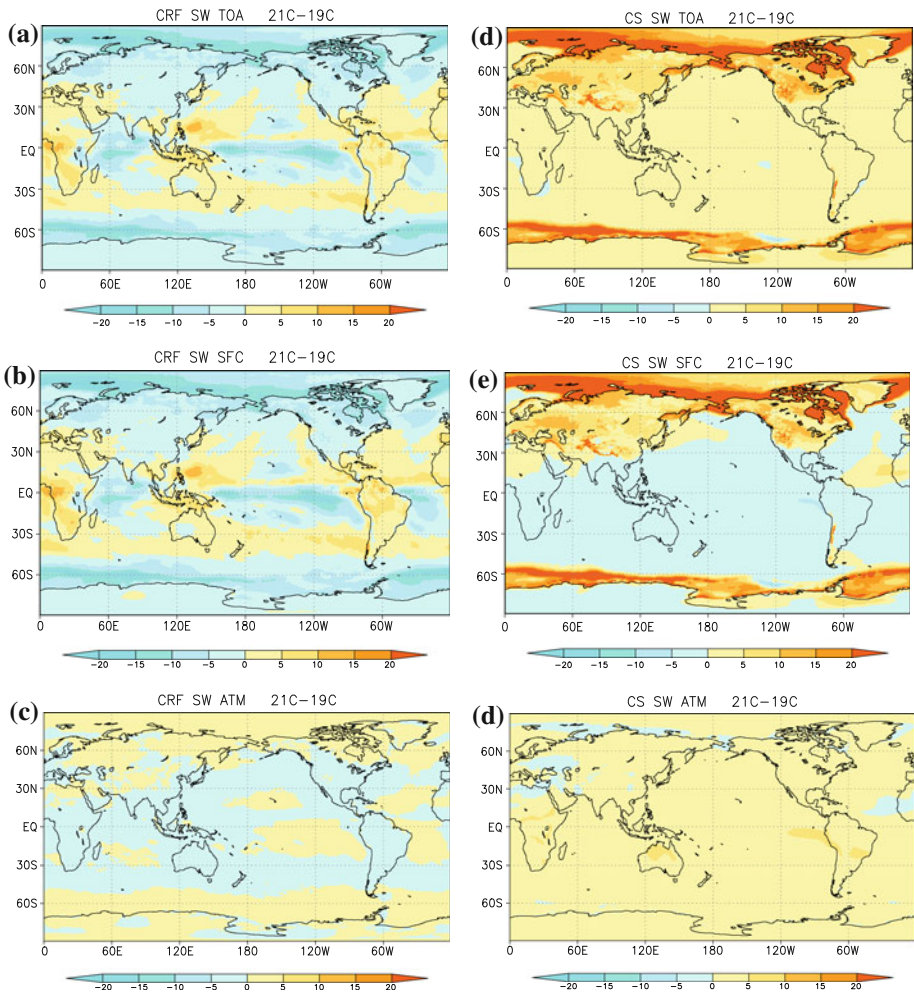 (a) CRF SW TOA 21C-19C
60N
30N
EQ
30S
60S
0 60E 120E 180 120W 60W
-20 -15 -10 -5 0 5 10 15 20
(d) CS SW TOA 21C-19C
60N
30N
EQ
30S
60S
0 60E 120E 180 120W 60W
-20 -15 -10 -5 0 5 10 15 20
(b) CRF SW SFC 21C-19C
60N
30N
EQ
30S
60S
0 60E 120E 180 120W 60W
-20 -15 -10 -5 0 5 10 15 20
(e) CS SW SFC 21C-19C
60N
30N
EQ
30S
60S
0 60E 120E 180 120W 60W
-20 -15 -10 -5 0 5 10 15 20
(c) CRF SW ATM 21C-19C
60N
30N
EQ
30S
60S
0 60E 120E 180 120W 60W
-20 -15 -10 -5 0 5 10 15 20
(d) CS SW ATM 21C-19C
60N
30N
EQ
30S
60S
0 60E 120E 180 120W 60W
-20 -15 -10 -5 0 5 10 15 20